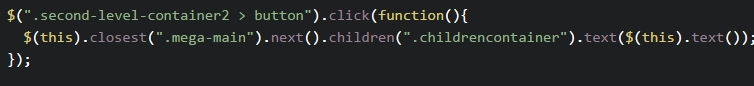 $(".second-level-container2 > button").click(function(){
  $(this).closest(".mega-main").next().children(".childrencontainer").text($(this).text());
});